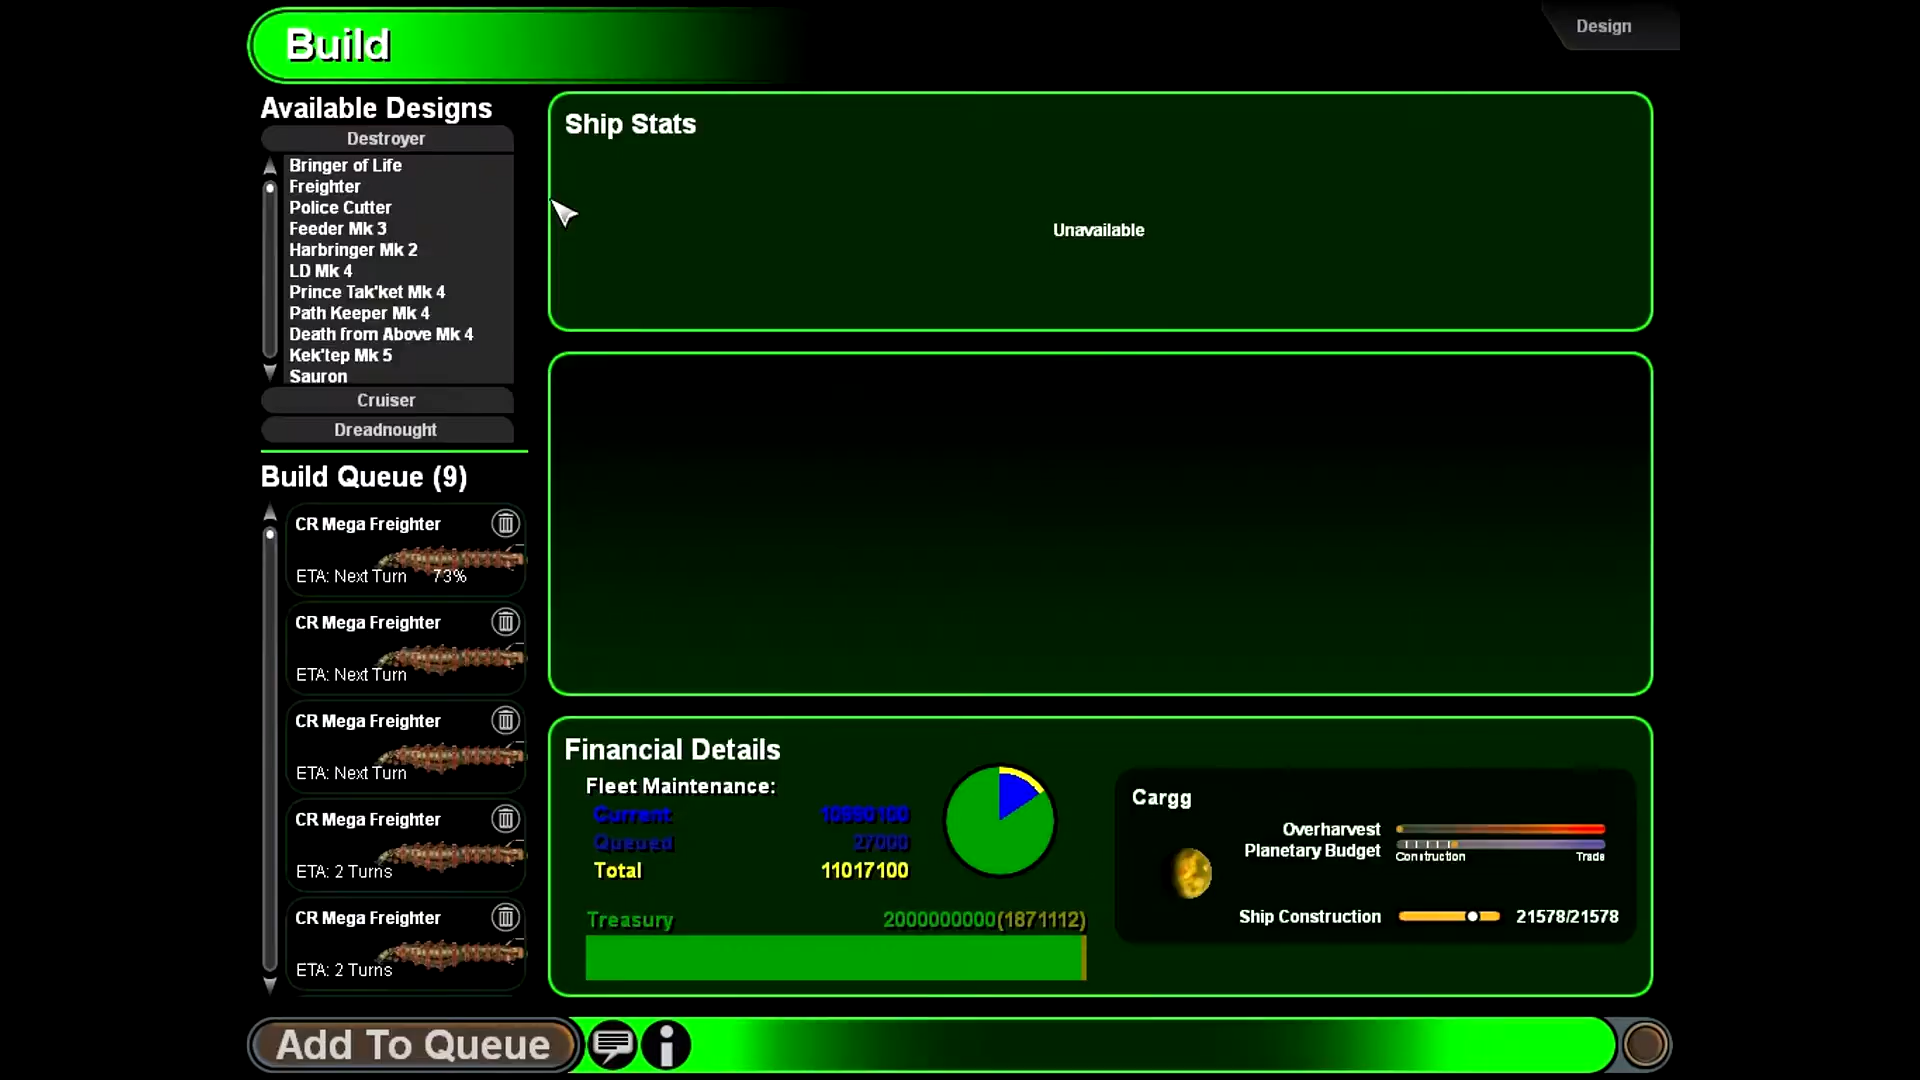 Build
Design
Available Designs
Destroyer
Bringer of Life
Freighter
Police Cutter
Feeder Mk 3
Harbringer Mk 2
LD Mk 4
Prince Tak'ket Mk 4
Path Keeper Mk 4
Death from Above Mk 4
Kek'tep Mk 5
Sauron
Cruiser
Dreadnought
Build Queue (9)
CR Mega Freighter
ETA: Next Turn 73%
CR Mega Freighter
ETA: Next Turn
CR Mega Freighter
ETA: Next Turn
CR Mega Freighter
ETA: 2 Turns
CR Mega Freighter
ETA: 2 Turns
Ship Stats
Unavailable
Financial Details
Fleet Maintenance:
Current 10990100
Queued 27000
Total 11017100
Treasury 2000000000(1871112)
Cargg
Overharvest
Planetary Budget
Construction Trade
Ship Construction 21578/21578
Add To Queue